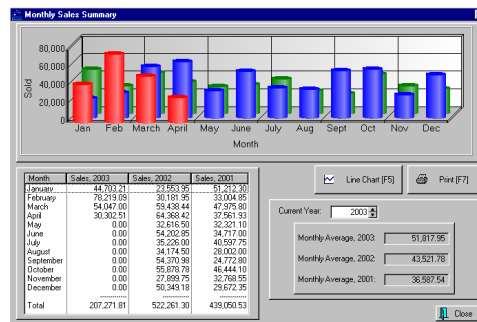 Monthly Sales Summary
80,000
60,000
40,000
20,000
0
Sold
Jan Feb March April May June July Aug Sept Oct Nov Dec
Month
Line Chart [F5]
Print [F7]
Month Sales, 2003 Sales, 2002 Sales, 2001
January 44,703.21 23,553.95 51,212.30
February 78,219.09 30,181.95 33,004.85
March 54,047.00 59,438.44 47,975.80
April 30,302.51 64,368.42 37,561.93
May 0.00 32,616.50 32,321.10
June 0.00 54,202.85 34,717.00
July 0.00 35,226.00 40,597.75
August 0.00 34,174.50 28,002.00
September 0.00 54,370.98 24,772.80
October 0.00 55,878.78 46,444.10
November 0.00 27,899.75 32,768.55
December 0.00 50,349.18 29,672.35
Total 207,271.81 522,261.30 439,050.53
Current Year: 2003
Monthly Average, 2003: 51,817.95
Monthly Average, 2002: 43,521.78
Monthly Average, 2001: 36,587.54
Close